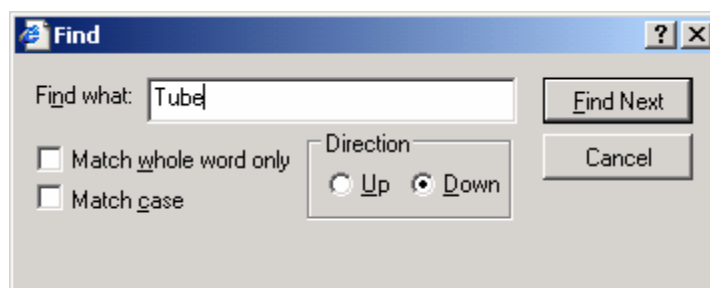 Find
Find what: Tube Find Next
Match whole word only Direction Cancel
Match case Up Down